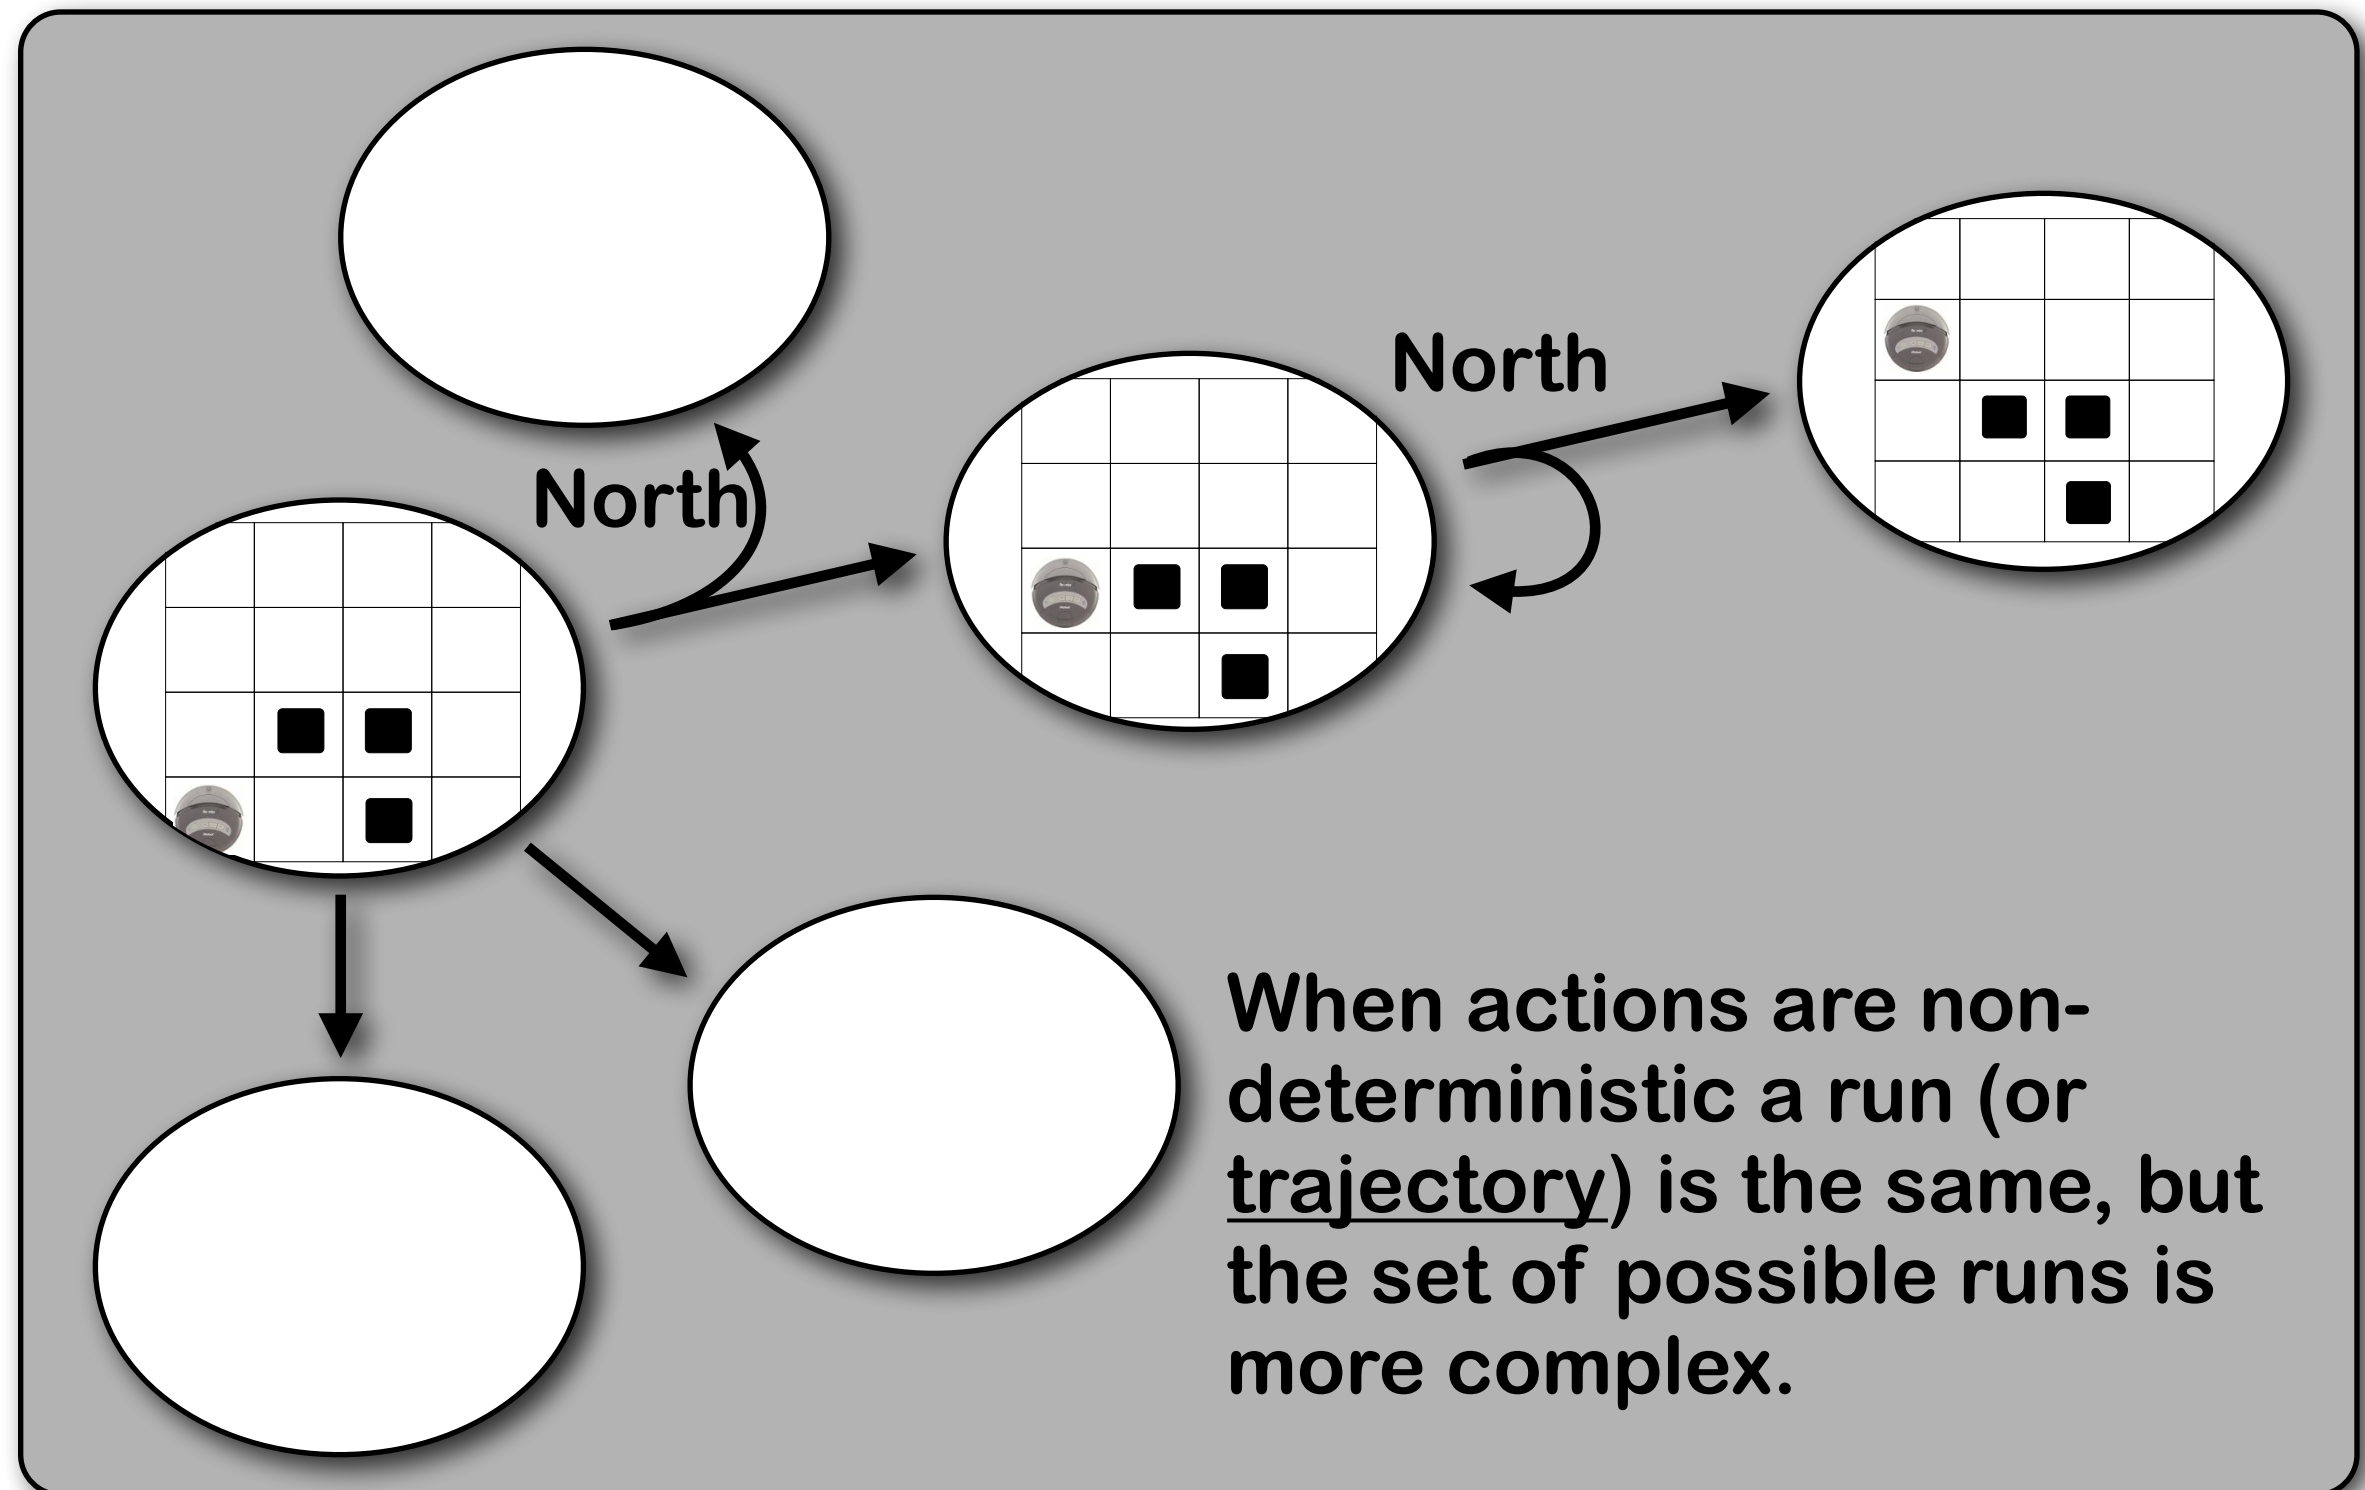 North
North
When actions are non-
deterministic a run (or
trajectory) is the same, but
the set of possible runs is
more complex.